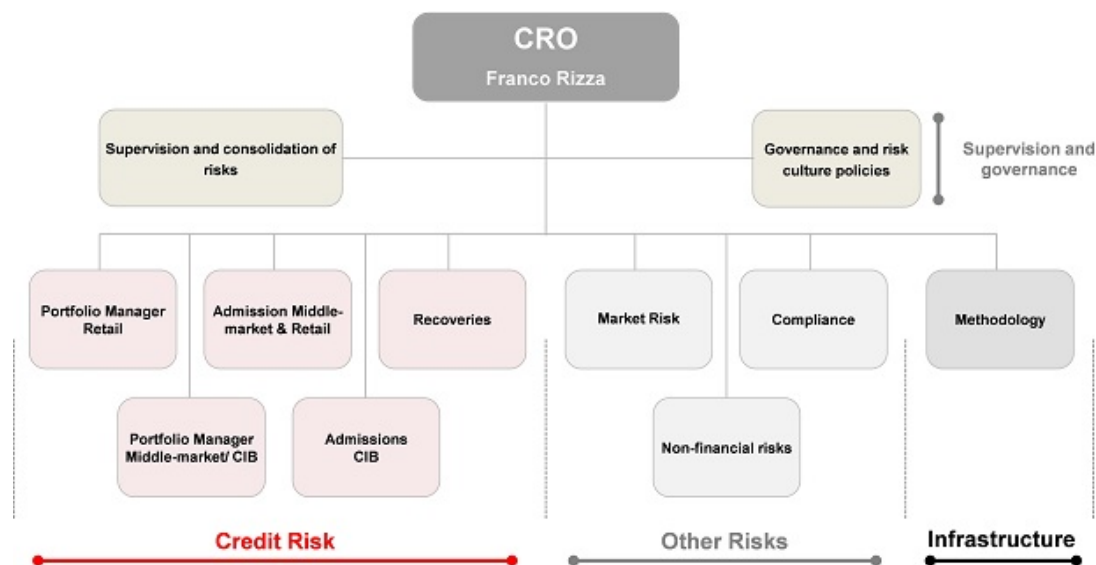 CRO
Franco Rizza
Supervision and consolidation of
risks
Governance and risk
culture policies
Supervision and
governance
Portfolio Manager
Retail
Admission Middle-
market & Retail
Recoveries
Market Risk
Compliance
Methodology
Portfolio Manager
Middle-market/ CIB
Admissions
CIB
Non-financial risks
Credit Risk
Other Risks
Infrastructure